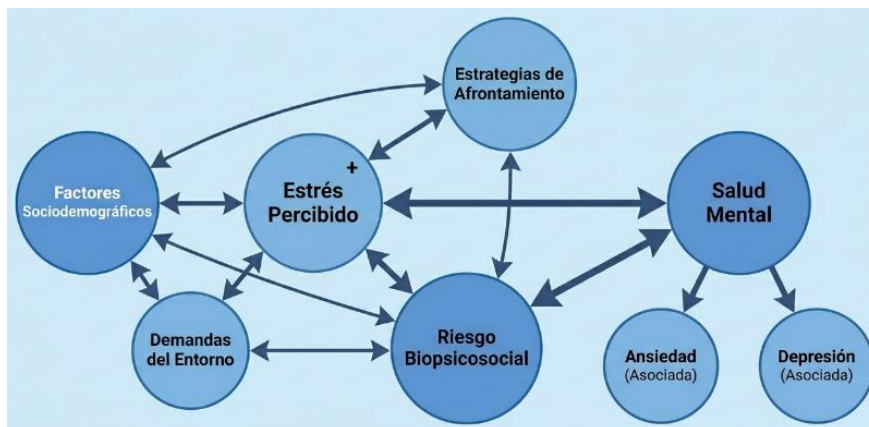 Estrategias de
Afrontamiento
+
Estrés
Percibido
Factores
Sociodemográficos
Salud
Mental
Demandas
del Entorno
Riesgo
Biopsicosocial
Ansiedad
(Asociada)
Depresión
(Asociada)